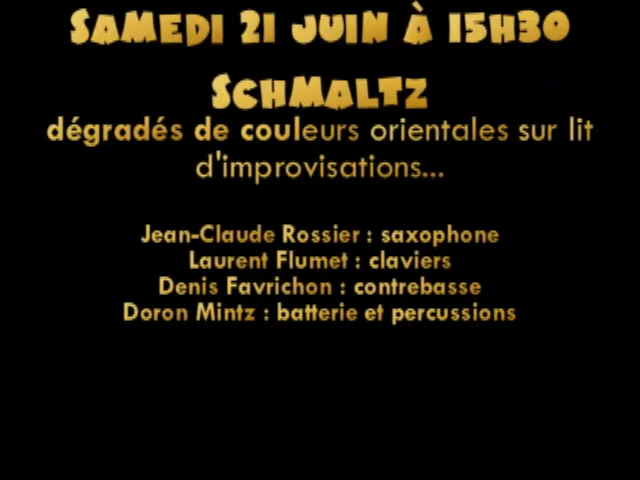 SAMEDI 21 JUIN À 15H30
SCHMALTZ
dégradés de couleurs orientales sur lit
d'improvisations...
Jean-Claude Rossier : saxophone
Laurent Flumet : claviers
Denis Favrichon : contrebasse
Doron Mintz : batterie et percussions